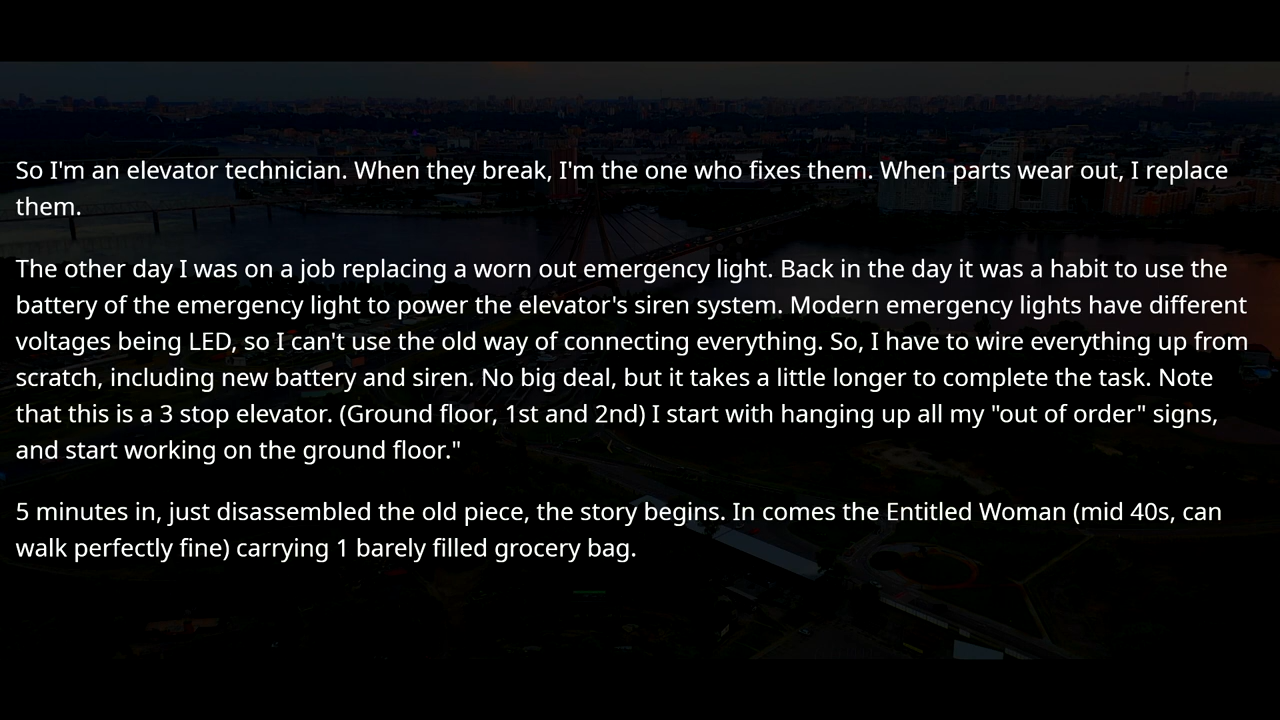 So I'm an elevator technician. When they break, I'm the one who fixes them. When parts wear out, I replace
them.
The other day I was on a job replacing a worn out emergency light. Back in the day it was a habit to use the
battery of the emergency light to power the elevator's siren system. Modern emergency lights have different
voltages being LED, so I can't use the old way of connecting everything. So, I have to wire everything up from
scratch, including new battery and siren. No big deal, but it takes a little longer to complete the task. Note
that this is a 3 stop elevator. (Ground floor, 1st and 2nd) I start with hanging up all my "out of order" signs,
and start working on the ground floor."
5 minutes in, just disassembled the old piece, the story begins. In comes the Entitled Woman (mid 40s, can
walk perfectly fine) carrying 1 barely filled grocery bag.